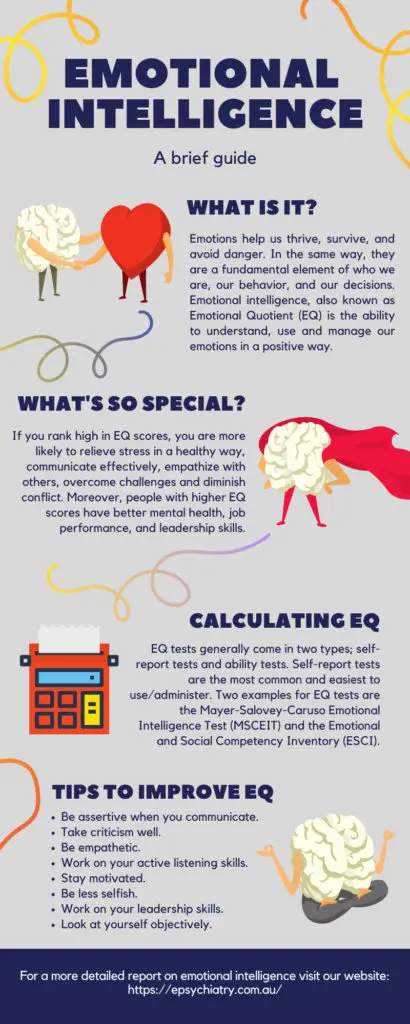 EMOTIONAL
INTELLIGENCE
A brief guide
WHAT IS IT?
Emotions help us thrive, survive, and
avoid danger. In the same way, they
are a fundamental element of who we
are, our behavior, and our decisions.
Emotional intelligence, also known as
Emotional Quotient (EQ) is the ability
to understand, use and manage our
emotions in a positive way.
WHAT'S SO SPECIAL?
If you rank high in EQ scores, you are more
likely to relieve stress in a healthy way,
communicate effectively, empathize with
others, overcome challenges and diminish
conflict. Moreover, people with higher EQ
scores have better mental health, job
performance, and leadership skills.
CALCULATING EQ
EQ tests generally come in two types; self-
report tests and ability tests. Self-report tests
are the most common and easiest to
use/administer. Two examples for EQ tests are
the Mayer-Salovey-Caruso Emotional
Intelligence Test (MSCEIT) and the Emotional
and Social Competency Inventory (ESCI).
TIPS TO IMPROVE EQ
• Be assertive when you communicate.
• Take criticism well.
• Be empathetic.
• Work on your active listening skills.
• Stay motivated.
• Be less selfish.
• Work on your leadership skills.
• Look at yourself objectively.
For a more detailed report on emotional intelligence visit our website:
https://epsychiatry.com.au/